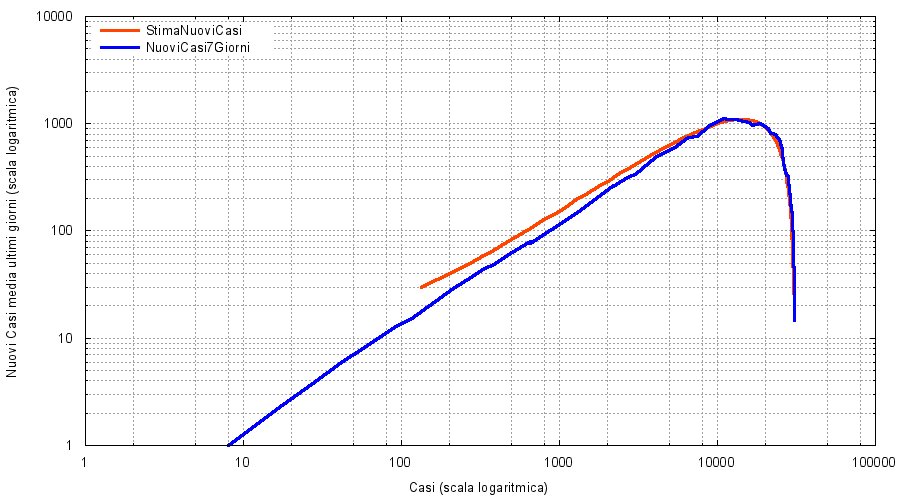 10000
1000
100
10
1
StimaNuoviCasi
NuoviCasi7Giorni
Nuovi Casi media ultimi giorni (scala logaritmica)
1 10 100 1000 10000 100000
Casi (scala logaritmica)